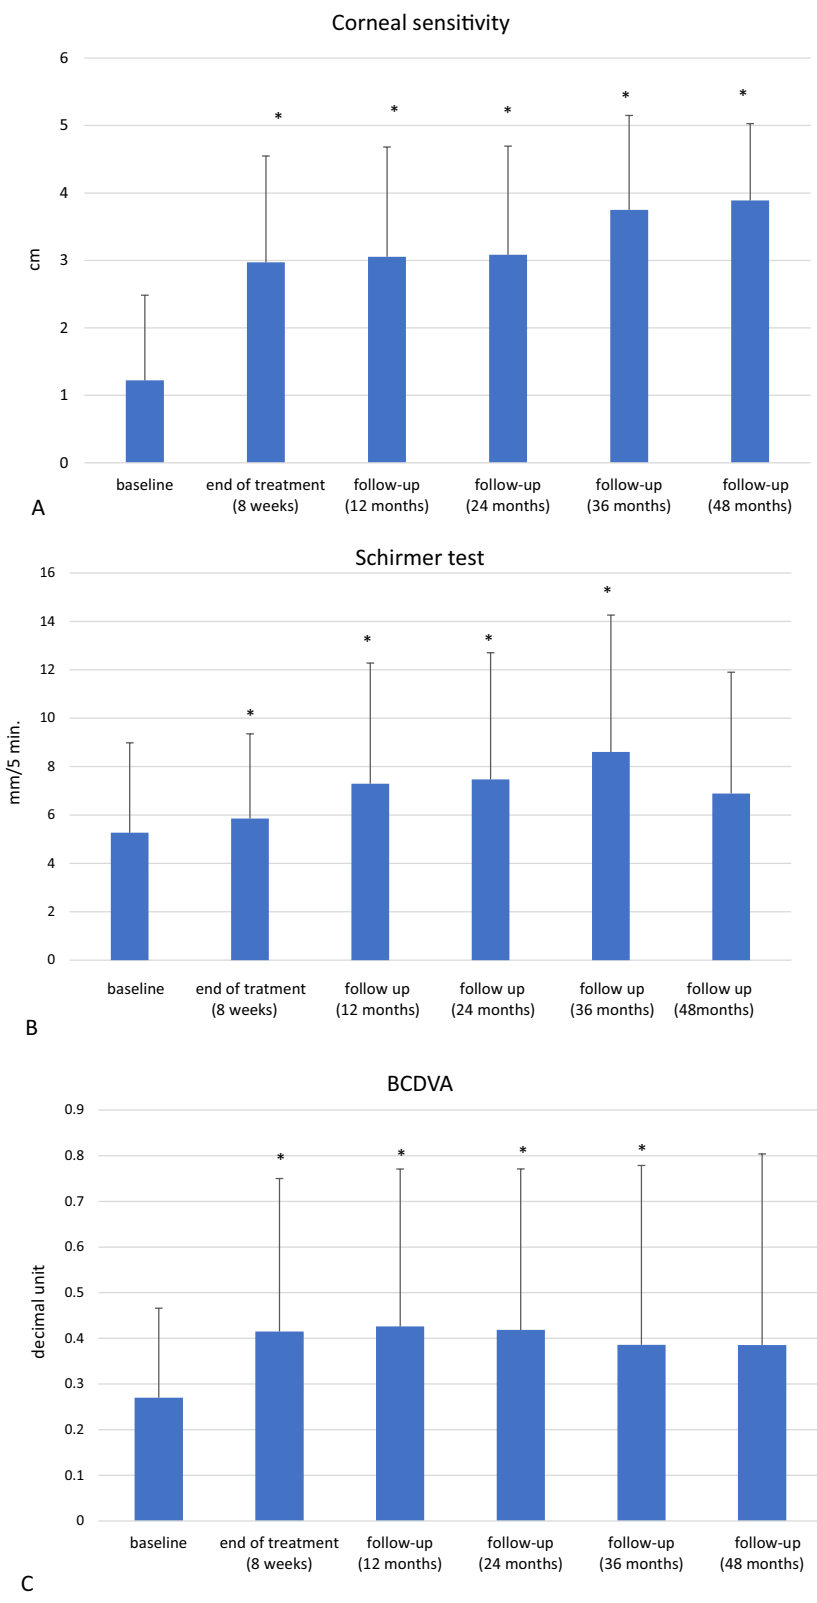 Corneal sensitivity
6
5
4
3
2
1
0
cm
* * * * *
baseline end of treatment follow-up follow-up follow-up follow-up
(8 weeks) (12 months) (24 months) (36 months) (48 months)
A
Schirmer test
16
14
12
10
8
6
4
2
0
mm/5 min.
* * * *
baseline end of tratment follow up follow up follow up follow up
(8 weeks) (12 months) (24 months) (36 months) (48months)
B
BCDVA
0.9
0.8
0.7
0.6
0.5
0.4
0.3
0.2
0.1
0
decimal unit
* * * *
baseline end of treatment follow-up follow-up follow-up follow-up
(8 weeks) (12 months) (24 months) (36 months) (48 months)
C